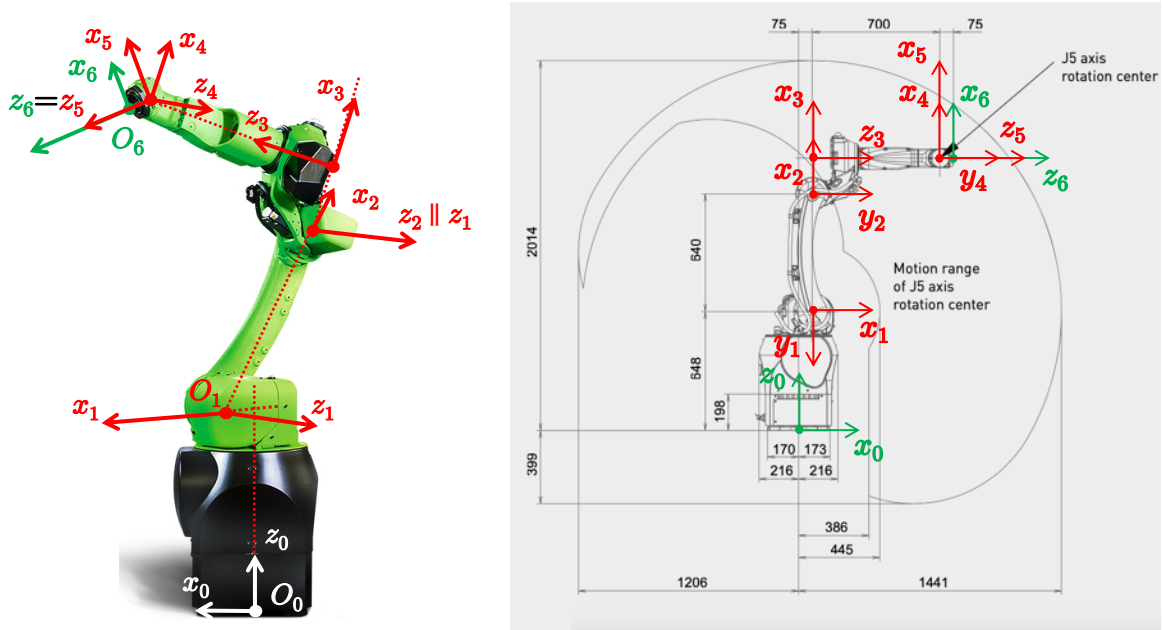 x₅
x₄
x₆
z₄
x₃
z₆=z₅
z₃
O₆
x₂
z₂ ∥ z₁
O₁
x₁
z₁
z₀
x₀
O₀
75
700
75
x₅
J5 axis
rotation center
x₃
x₄
x₆
z₃
z₅
x₂
y₄
z₆
y₂
2014
640
Motion range
of J5 axis
rotation center
x₁
y₁
648
z₀
198
x₀
170
173
399
216
216
386
445
1206
1441